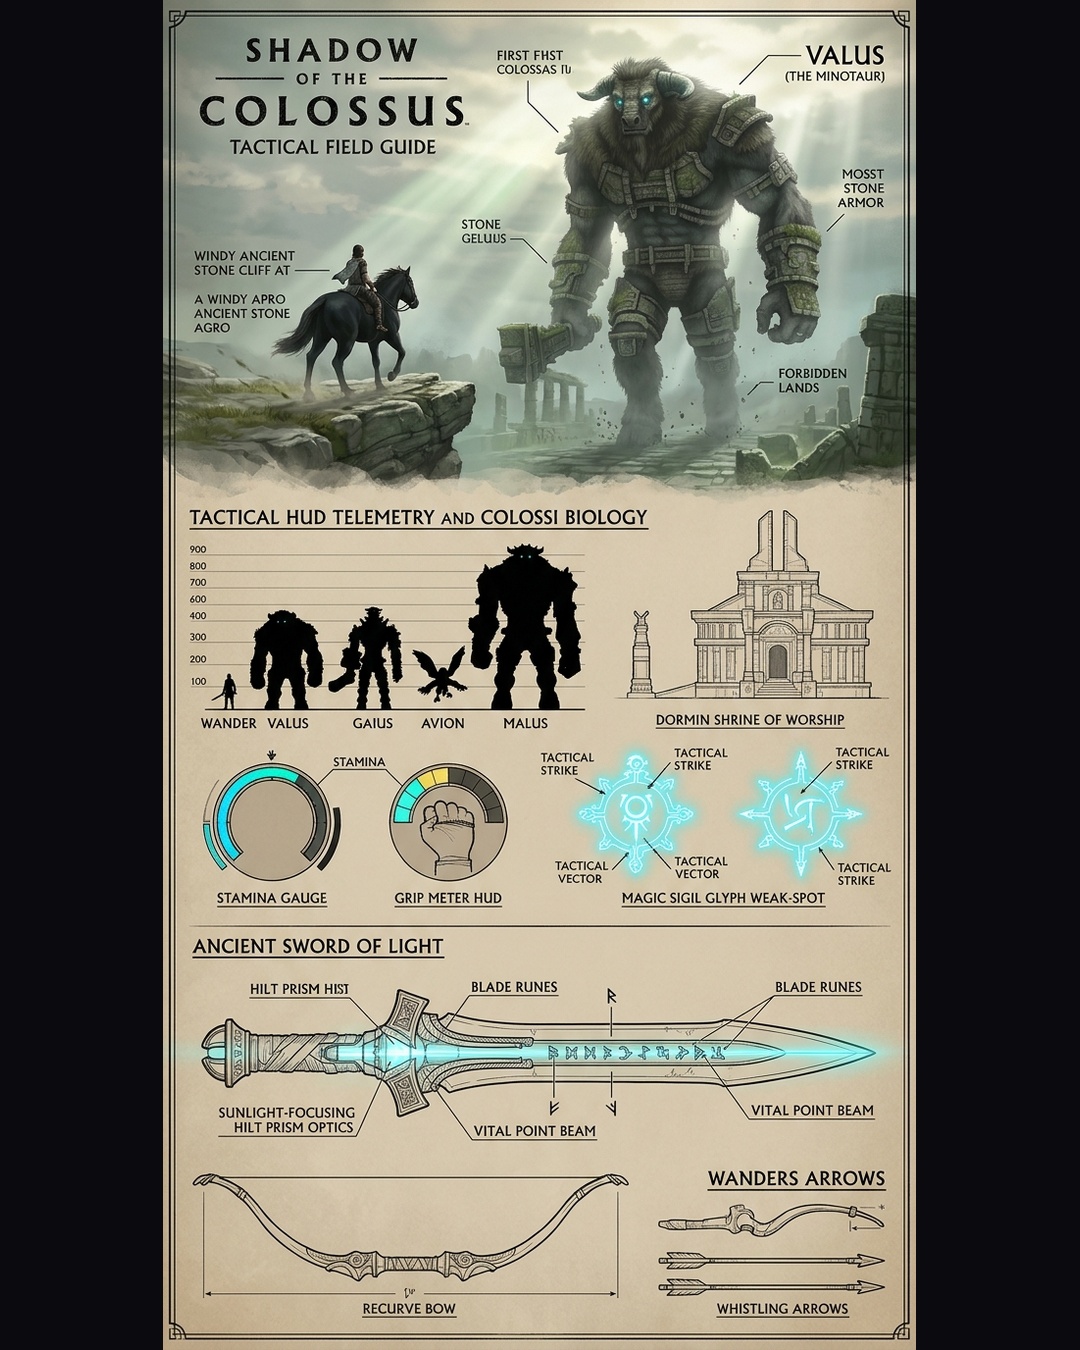 SHADOW
OF THE
COLOSSUS
TACTICAL FIELD GUIDE
FIRST FHST
COLOSSAS
VALUS
(THE MINOTAUR)
MOSST
STONE
ARMOR
STONE
GELUUS
WINDY ANCIENT
STONE CLIFF AT
A WINDY APRO
ANCIENT STONE
AGRO
FORBIDDEN
LANDS
TACTICAL HUD TELEMETRY AND COLOSSI BIOLOGY
900
800
700
600
400
300
200
100
WANDER VALUS GAIUS AVION MALUS
DORMIN SHRINE OF WORSHIP
STAMINA
STAMINA GAUGE
GRIP METER HUD
TACTICAL
STRIKE
TACTICAL
STRIKE
TACTICAL
STRIKE
TACTICAL
VECTOR
TACTICAL
VECTOR
TACTICAL
STRIKE
MAGIC SIGIL GLYPH WEAK-SPOT
ANCIENT SWORD OF LIGHT
HILT PRISM HIST
BLADE RUNES
BLADE RUNES
SUNLIGHT-FOCUSING
HILT PRISM OPTICS
VITAL POINT BEAM
VITAL POINT BEAM
RECURVE BOW
WANDERS ARROWS
WHISTLING ARROWS